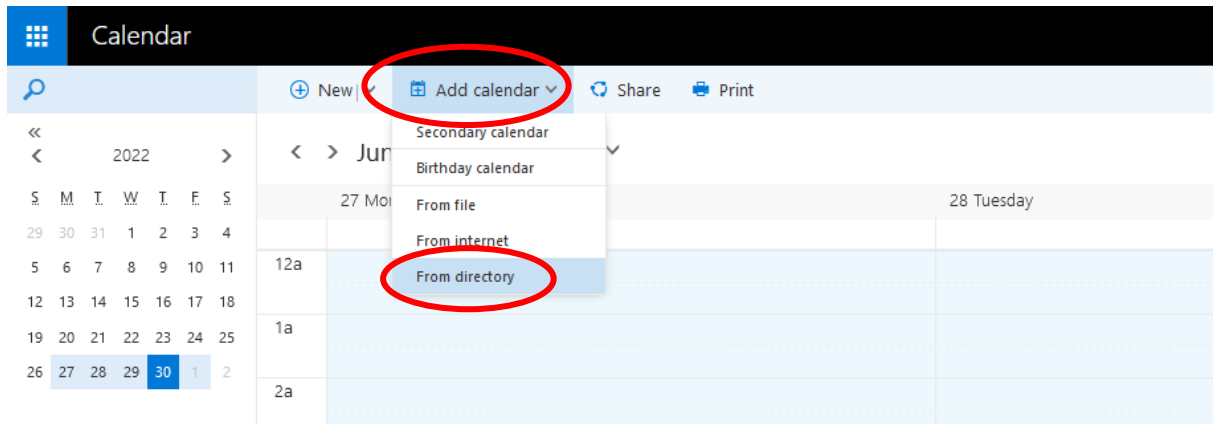 Calendar
New | Add calendar Share Print
Secondary calendar
Birthday calendar
From file
From internet
From directory
2022
S M T W T F S
29 30 31 1 2 3 4
5 6 7 8 9 10 11
12 13 14 15 16 17 18
19 20 21 22 23 24 25
26 27 28 29 30 1 2
Jun
27 Mon
28 Tuesday
12a
1a
2a